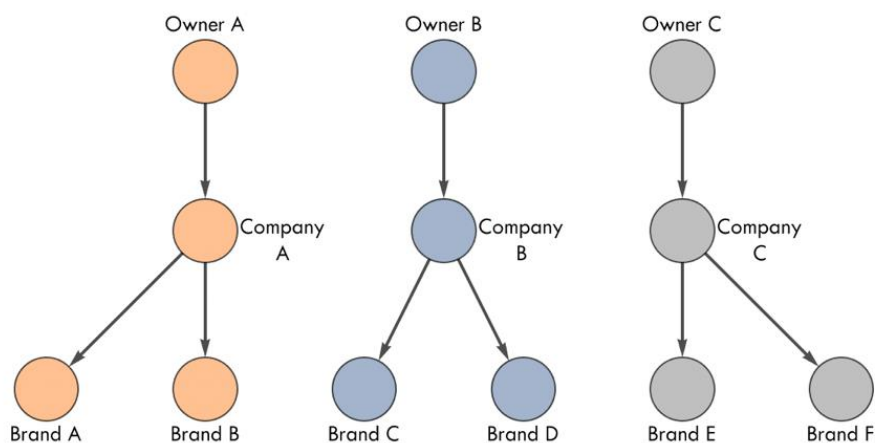 Owner A
Owner B
Owner C
Company
A
Company
B
Company
C
Brand A
Brand B
Brand C
Brand D
Brand E
Brand F